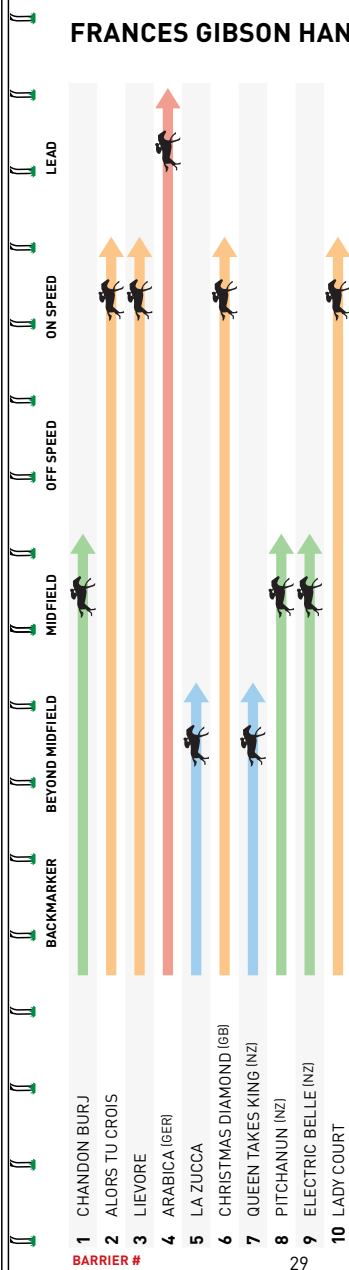 FRANCES GIBSON HAN
LEAD
ON SPEED
OFF SPEED
MIDFIELD
BEYOND MIDFIELD
BACKMARKER
1 CHANDON BURJ
2 ALORS TU CROIS
3 LIEVORE
4 ARABICA (GER)
5 LA ZUCCA
6 CHRISTMAS DIAMOND (GB)
7 QUEEN TAKES KING (NZ)
8 PITCHANUN (NZ)
9 ELECTRIC BELLE (NZ)
10 LADY COURT
BARRIER #
29